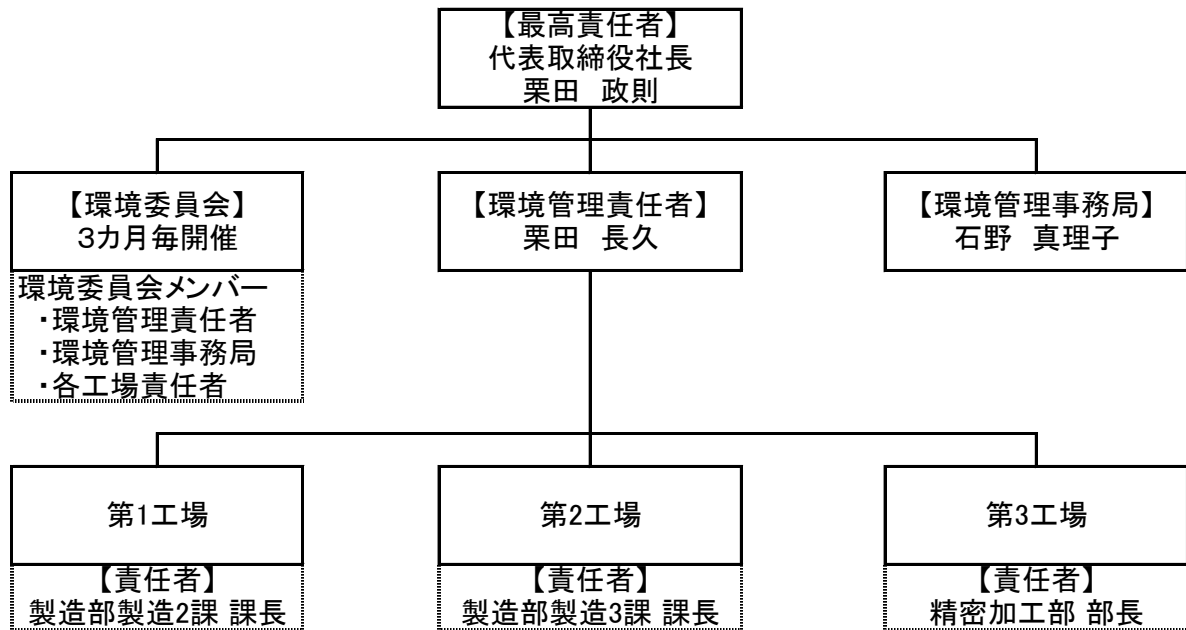 【最高責任者】
代表取締役社長
栗田　政則
【環境委員会】
３カ月毎開催
環境委員会メンバー
・環境管理責任者
・環境管理事務局
・各工場責任者
【環境管理責任者】
栗田　長久
【環境管理事務局】
石野　真理子
第1工場
【責任者】
製造部製造2課 課長
第2工場
【責任者】
製造部製造3課 課長
第3工場
【責任者】
精密加工部 部長